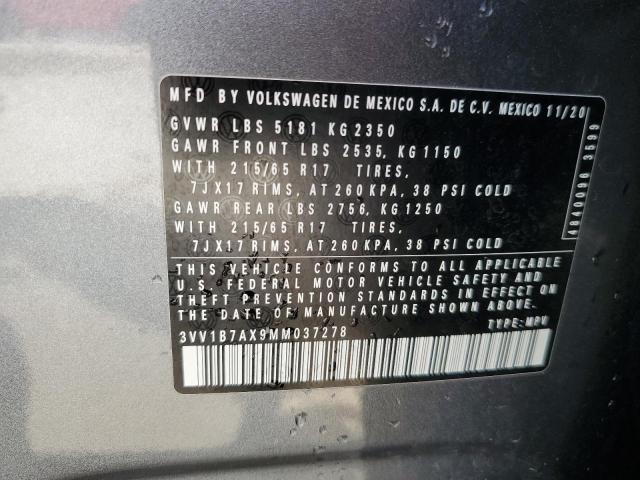 MFD BY VOLKSWAGEN DE MEXICO S.A. DE C.V. MEXICO 11/20
GVWR LBS 5181 KG 2350
GAWR FRONT LBS 2535, KG 1150
WITH 215/65 R17 TIRES,
7JX17 RIMS, AT 260 KPA, 38 PSI COLD
GAWR REAR LBS 2756, KG 1250
WITH 215/65 R17 TIRES,
7JX17 RIMS, AT 260 KPA, 38 PSI COLD
THIS VEHICLE CONFORMS TO ALL APPLICABLE
U.S. FEDERAL MOTOR VEHICLE SAFETY AND
THEFT PREVENTION STANDARDS IN EFFECT ON
THE DATE OF MANUFACTURE SHOWN ABOVE.
3VV1B7AX9MM037278 TYPE: MPV
4840090 3599